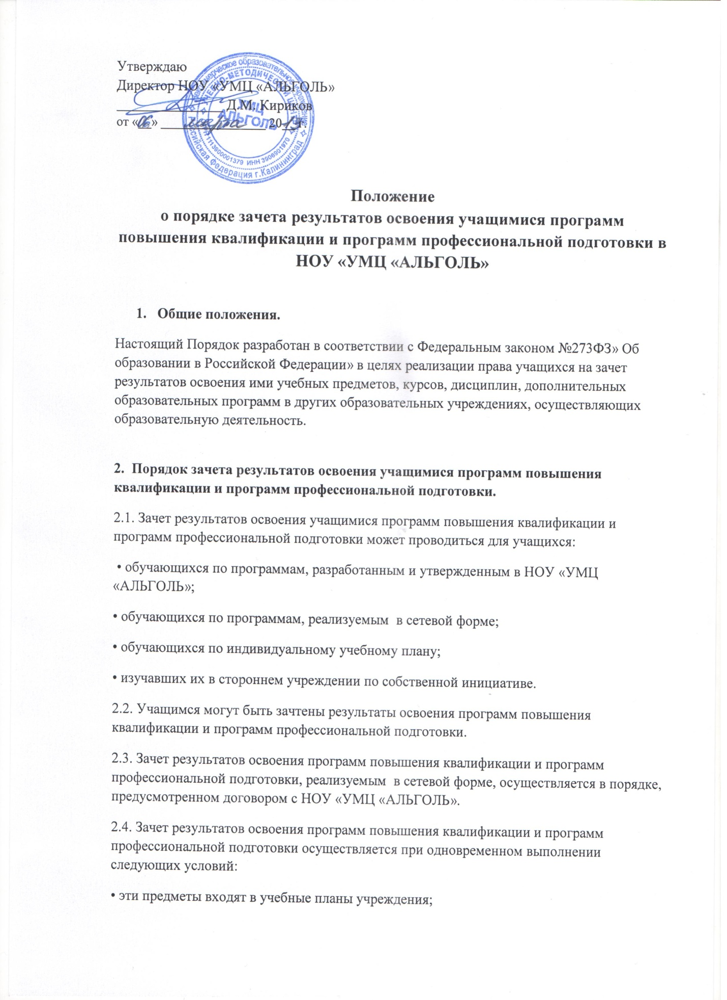 Утверждаю
Директор НОУ «УМЦ «АЛЬГОЛЬ»
________________ Д.М. Кириков
от «06» марта 2013 г.
некоммерческое образовательное учреждение
УЧЕБНО-МЕТОДИЧЕСКИЙ
УМЦ
АЛЬГОЛЬ
1113900001379 ИНН 3906901970
Российская Федерация г.Калининград
Положение
о порядке зачета результатов освоения учащимися программ
повышения квалификации и программ профессиональной подготовки в
НОУ «УМЦ «АЛЬГОЛЬ»
1. Общие положения.
Настоящий Порядок разработан в соответствии с Федеральным законом №273ФЗ» Об
образовании в Российской Федерации» в целях реализации права учащихся на зачет
результатов освоения ими учебных предметов, курсов, дисциплин, дополнительных
образовательных программ в других образовательных учреждениях, осуществляющих
образовательную деятельность.
2. Порядок зачета результатов освоения учащимися программ повышения
квалификации и программ профессиональной подготовки.
2.1. Зачет результатов освоения учащимися программ повышения квалификации и
программ профессиональной подготовки может проводиться для учащихся:
• обучающихся по программам, разработанным и утвержденным в НОУ «УМЦ
«АЛЬГОЛЬ»;
• обучающихся по программам, реализуемым в сетевой форме;
• обучающихся по индивидуальному учебному плану;
• изучавших их в стороннем учреждении по собственной инициативе.
2.2. Учащимся могут быть зачтены результаты освоения программ повышения
квалификации и программ профессиональной подготовки.
2.3. Зачет результатов освоения программ повышения квалификации и программ
профессиональной подготовки, реализуемым в сетевой форме, осуществляется в порядке,
предусмотренном договором с НОУ «УМЦ «АЛЬГОЛЬ».
2.4. Зачет результатов освоения программ повышения квалификации и программ
профессиональной подготовки осуществляется при одновременном выполнении
следующих условий:
• эти предметы входят в учебные планы учреждения;